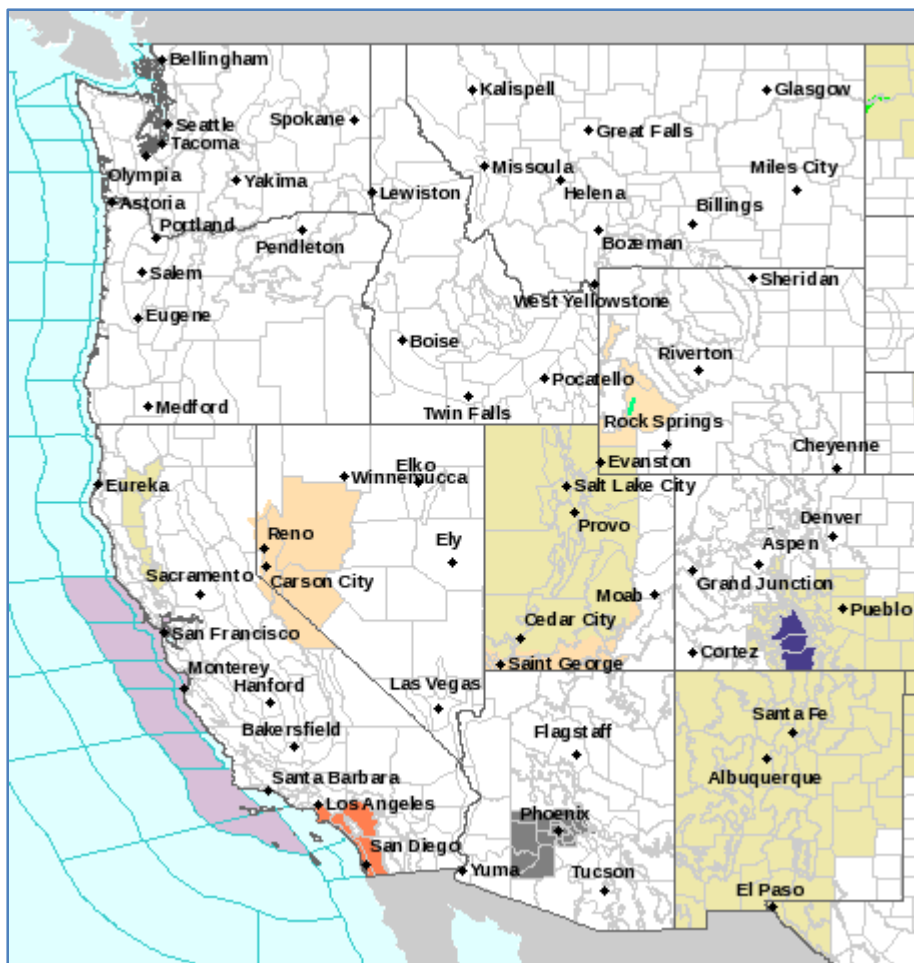 Bellingham
Kalispell
Glasgow
Seattle
Spokane
Great Falls
Tacoma
Olympia
Missoula
Miles City
Yakima
Helena
Lewiston
Astoria
Billings
Portland
Pendleton
Bozeman
Salem
Sheridan
West Yellowstone
Eugene
Boise
Riverton
Pocatello
Medford
Twin Falls
Rock Springs
Cheyenne
Elko
Evanston
Winnemucca
Eureka
Salt Lake City
Provo
Denver
Reno
Ely
Aspen
Sacramento
Carson City
Grand Junction
Moab
Pueblo
Cedar City
San Francisco
Cortez
Saint George
Monterey
Hanford
Las Vegas
Santa Fe
Bakersfield
Flagstaff
Albuquerque
Santa Barbara
Los Angeles
Phoenix
San Diego
Yuma
Tucson
El Paso